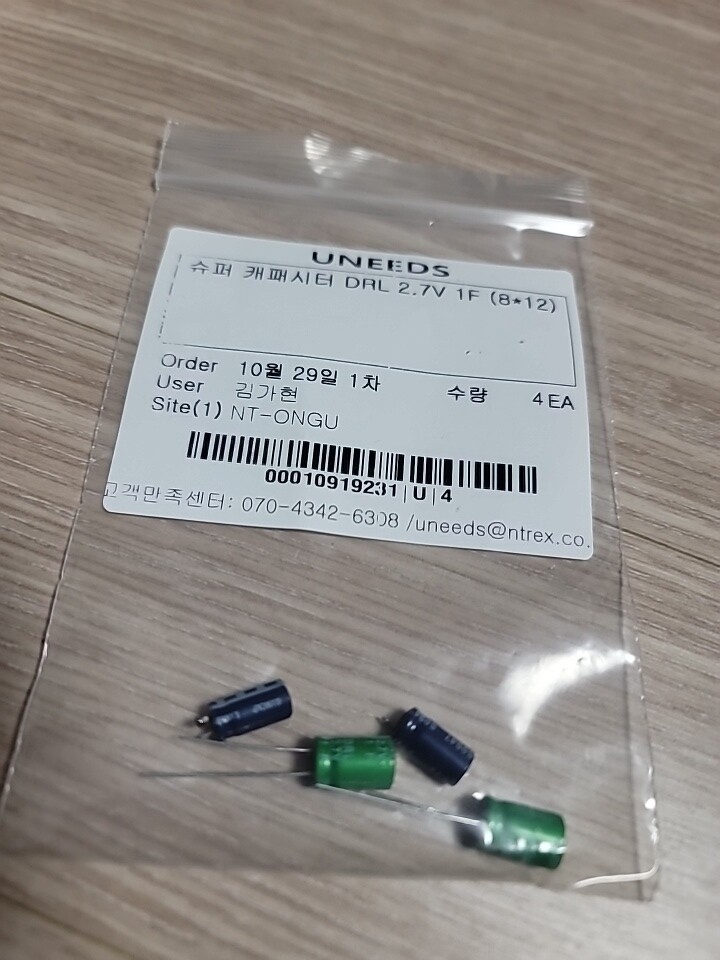 UNEEDS
슈퍼 캐패시터 DRL 2.7V 1F (8*12)
Order 10월 29일 1차
수량 4EA
User 김가현
Site(1) NT-ONGU
00010919231|U|4
고객만족센터: 070-4342-6308 /uneeds@ntrex.co.